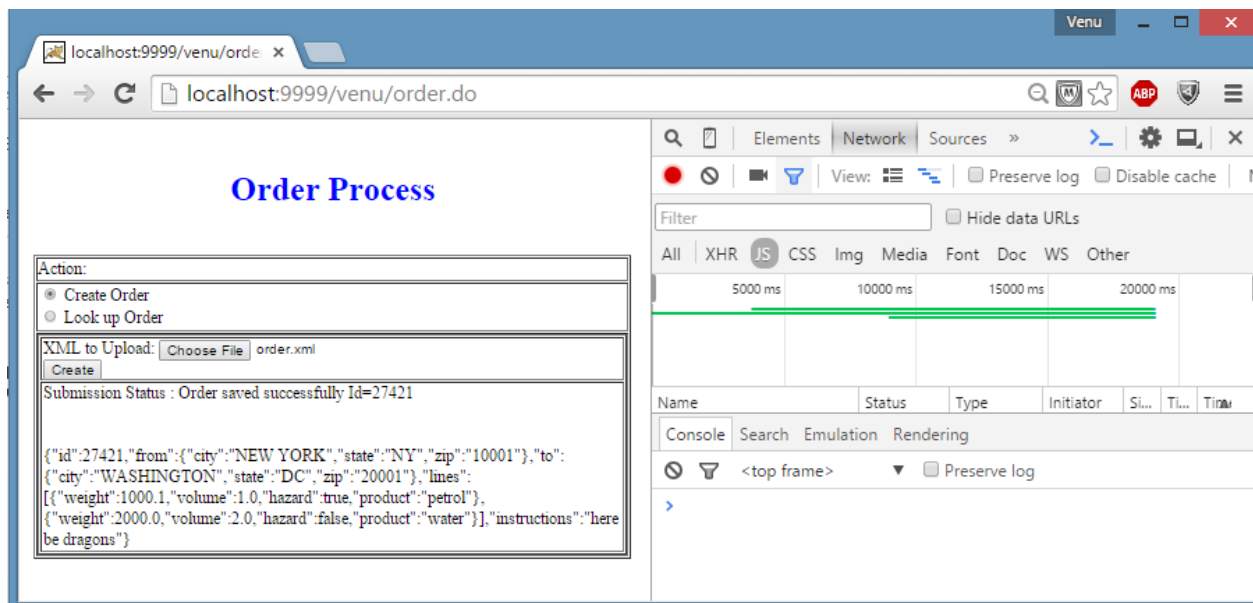 Venu
localhost:9999/venu/orde
localhost:9999/venu/order.do
ABP
Elements Network Sources »
View: Preserve log Disable cache
Order Process
Filter Hide data URLs
All XHR JS CSS Img Media Font Doc WS Other
Action:
5000 ms 10000 ms 15000 ms 20000 ms
Create Order
Look up Order
XML to Upload: Choose File order.xml
Create
Submission Status : Order saved successfully Id=27421
Name Status Type Initiator Si... Ti...
Console Search Emulation Rendering
{"id":27421,"from":{"city":"NEW YORK","state":"NY","zip":"10001"},"to":
{"city":"WASHINGTON","state":"DC","zip":"20001"},"lines":
[{"weight":1000.1,"volume":1.0,"hazard":true,"product":"petrol"},
{"weight":2000.0,"volume":2.0,"hazard":false,"product":"water"}],"instructions":"here
be dragons"}
<top frame> ▼ Preserve log
>